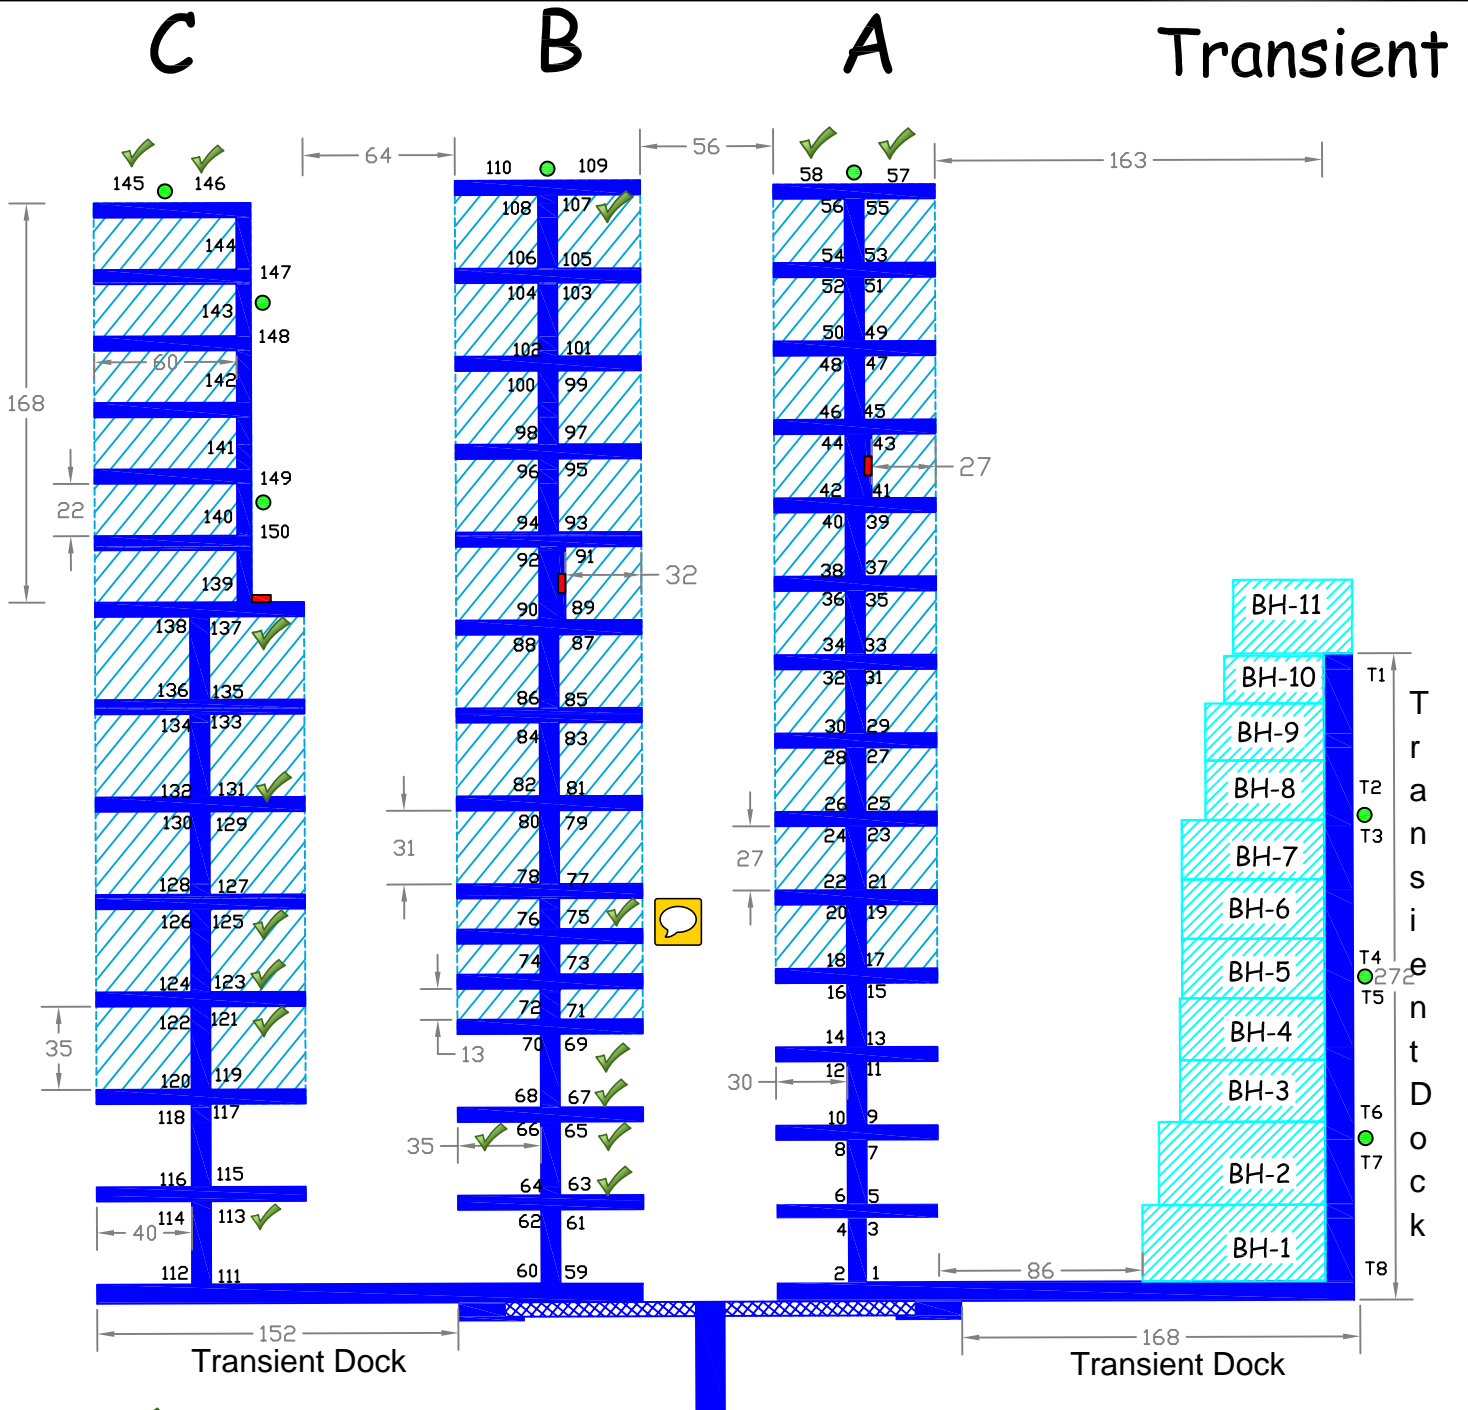 C B A Transient
64 56 163
145 146 110 109 58 57
108 107 56 55
144 106 105 54 53
147 104 103 52 51
143 148 102 101 50 49
60 142 100 99 48 47
168 141 98 97 46 45
149 96 95 44 43 27
22 140 150 94 93 42 41
92 91 40 39
32
139 90 89 38 37
138 137 88 87 36 35 BH-11
136 135 86 85 34 33
134 133 84 83 32 31 BH-10 T1
132 131 82 81 30 29 BH-9
130 129 80 79 28 27 BH-8 T2
31 26 25 T3
128 127 78 77 27 24 23 BH-7
126 125 76 75 22 21
20 19 BH-6
124 123 74 73 18 17 BH-5 T4
272
122 121 72 71 16 15 T5
35 70 69 14 13 BH-4
120 119 13 30 12 11 BH-3
118 117 68 67 10 9 T6
35 66 65 8 7 T7
116 115 64 63 6 5 BH-2
114 113 62 61 4 3
40 BH-1
112 111 60 59 2 1 86 T8
Transient Dock
152 168
Transient Dock Transient Dock